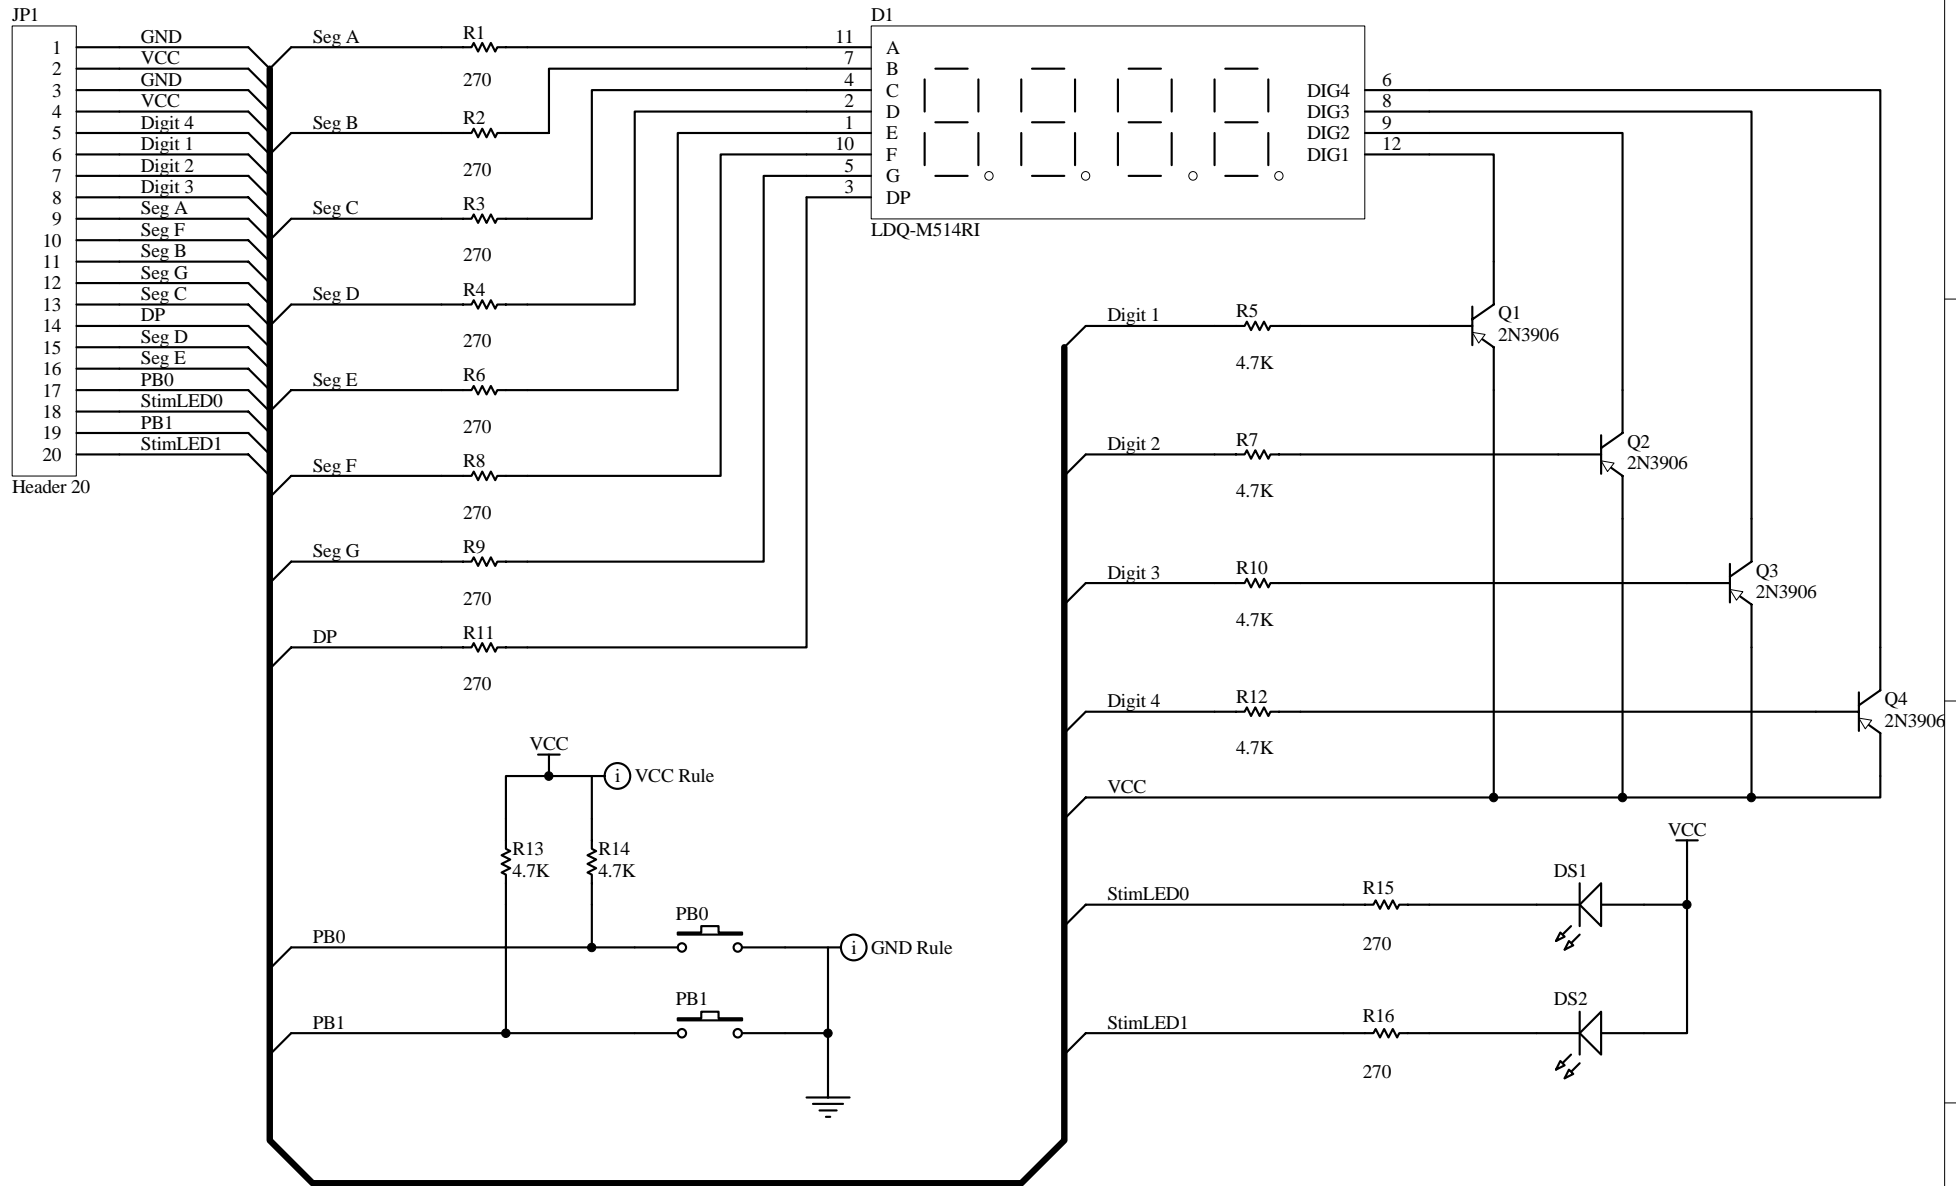 JP1
1 GND
2 VCC
3 GND
4 VCC
5 Digit 4
6 Digit 1
7 Digit 2
8 Digit 3
9 Seg A
10 Seg F
11 Seg B
12 Seg G
13 Seg C
14 DP
15 Seg D
16 Seg E
17 PB0
18 StimLED0
19 PB1
20 StimLED1
Header 20
Seg A R1
270
Seg B R2
270
Seg C R3
270
Seg D R4
270
Seg E R6
270
Seg F R8
270
Seg G R9
270
DP R11
270
D1
11 A
7 B
4 C
2 D
1 E
10 F
5 G
3 DP
DIG4 6
DIG3 8
DIG2 9
DIG1 12
LDQ-M514RI
Digit 1 R5
4.7K
Q1
2N3906
Digit 2 R7
4.7K
Q2
2N3906
Digit 3 R10
4.7K
Q3
2N3906
Digit 4 R12
4.7K
Q4
2N3906
VCC
VCC
i VCC Rule
R13
4.7K
R14
4.7K
PB0
PB0
i GND Rule
PB1
PB1
VCC
StimLED0 R15
270
DS1
StimLED1 R16
270
DS2